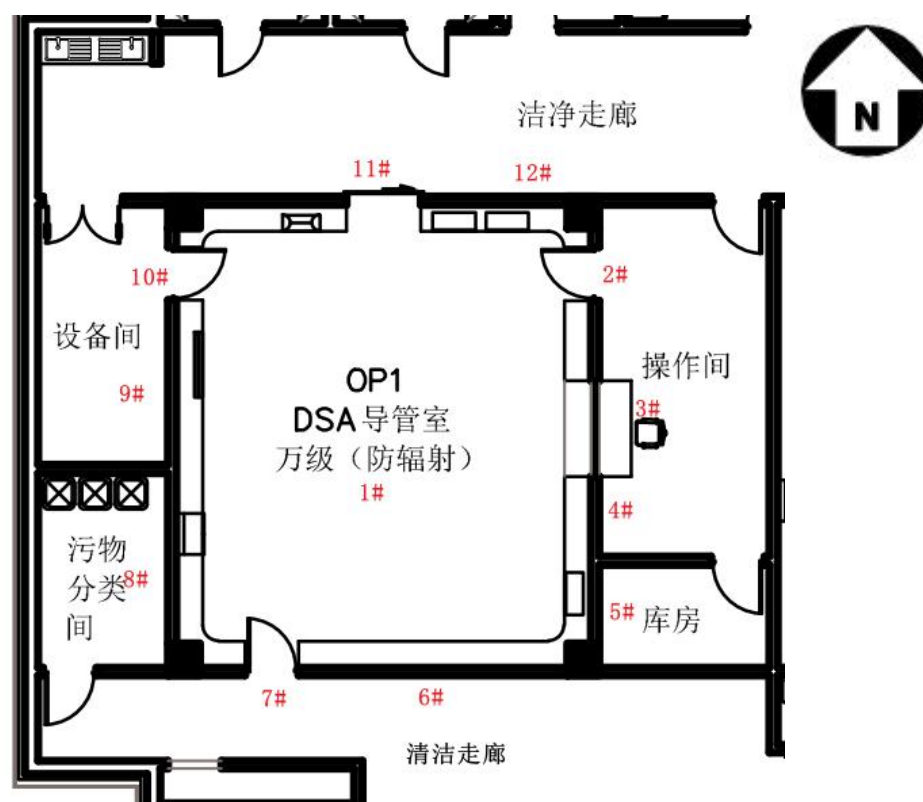 N
洁净走廊
11#
12#
10#
2#
设备间
操作间
OP1
DSA导管室
万级（防辐射）
1#
9#
3#
4#
污物
分类
间
8#
5#
库房
7#
6#
清洁走廊